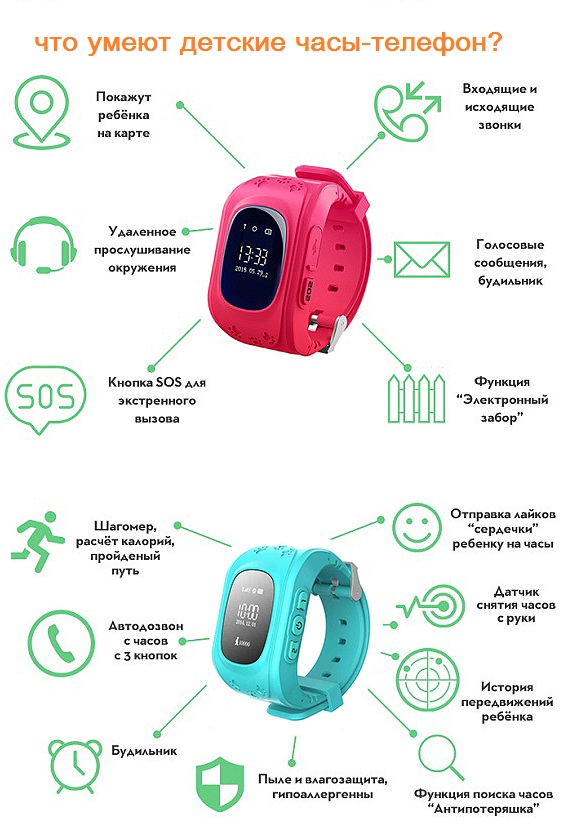 что умеют детские часы-телефон?
Покажут
ребёнка
на карте
Входящие и
исходящие
звонки
Удаленное
прослушивание
окружения
13:33
SOS
Голосовые
сообщения,
будильник
SOS
Кнопка SOS для
экстренного
вызова
Функция
“Электронный
забор”
Шагомер,
расчёт калорий,
пройденый
путь
Отправка лайков
“сердечки”
ребенку на часы
Автодозвон
с часов
с 3 кнопок
10:00
Датчик
снятия часов
с руки
История
передвижений
ребёнка
Будильник
Пыле и влагозащита,
гипоаллергенны
Функция поиска часов
“Антипотеряшка”